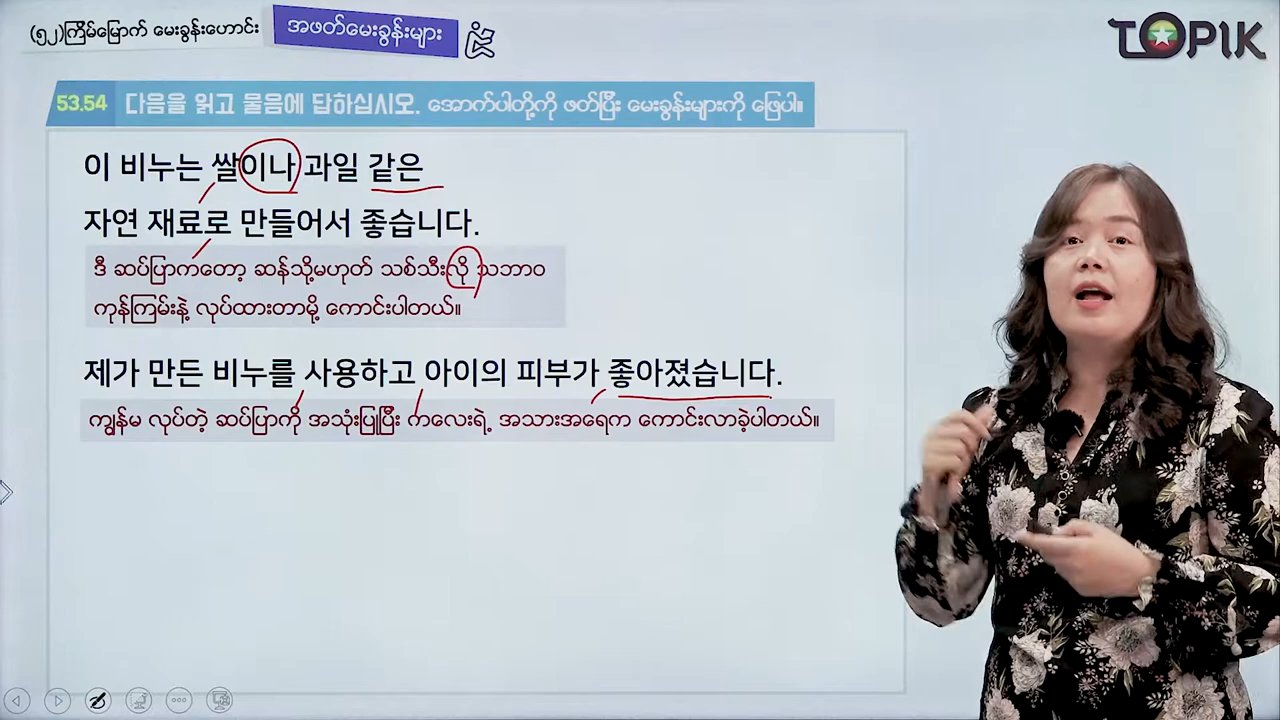 (၅၂)ကြိမ်မြောက် မေးခွန်းဟောင်း
အဖတ်မေးခွန်းများ
TOPIK
53.54 다음을 읽고 물음에 답하십시오. အောက်ပါတို့ကို ဖတ်ပြီး မေးခွန်းများကို ဖြေပါ။
이 비누는 쌀이나 과일 같은
자연 재료로 만들어서 좋습니다.
ဒီ ဆပ်ပြာကတော့ ဆန်သို့မဟုတ် သစ်သီးလို သဘာဝ
ကုန်ကြမ်းနဲ့ လုပ်ထားတာမို့ ကောင်းပါတယ်။
제가 만든 비누를 사용하고 아이의 피부가 좋아졌습니다.
ကျွန်မ လုပ်တဲ့ ဆပ်ပြာကို အသုံးပြုပြီး ကလေးရဲ့ အသားအရေက ကောင်းလာခဲ့ပါတယ်။